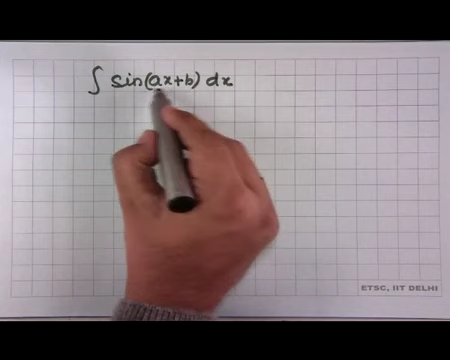 ∫ sin(ax+b) dx
ETSC, IIT DELHI